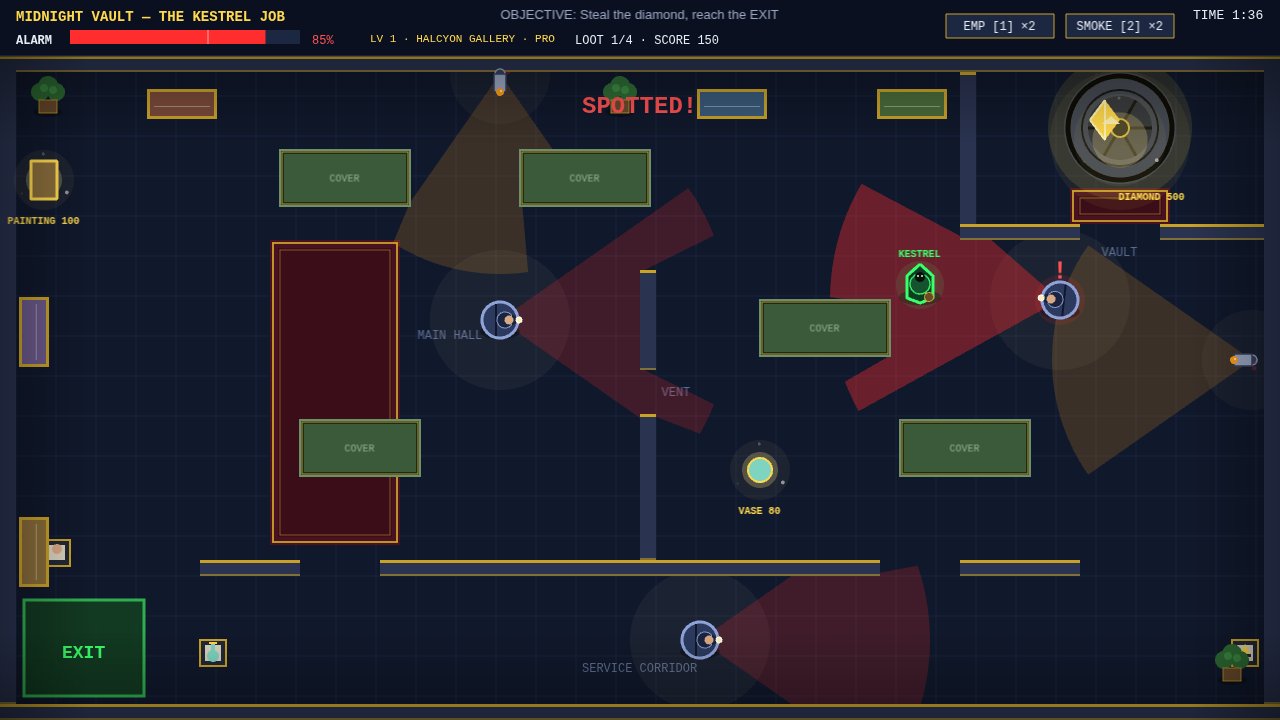 MIDNIGHT VAULT — THE KESTREL JOB
OBJECTIVE: Steal the diamond, reach the EXIT
EMP [1] ×2
SMOKE [2] ×2
TIME 1:36
ALARM
85%
LV 1 · HALCYON GALLERY · PRO
LOOT 1/4 · SCORE 150
SPOTTED!
COVER
COVER
DIAMOND 500
PAINTING 100
KESTREL
VAULT
!
COVER
MAIN HALL
VENT
COVER
COVER
VASE 80
EXIT
SERVICE CORRIDOR